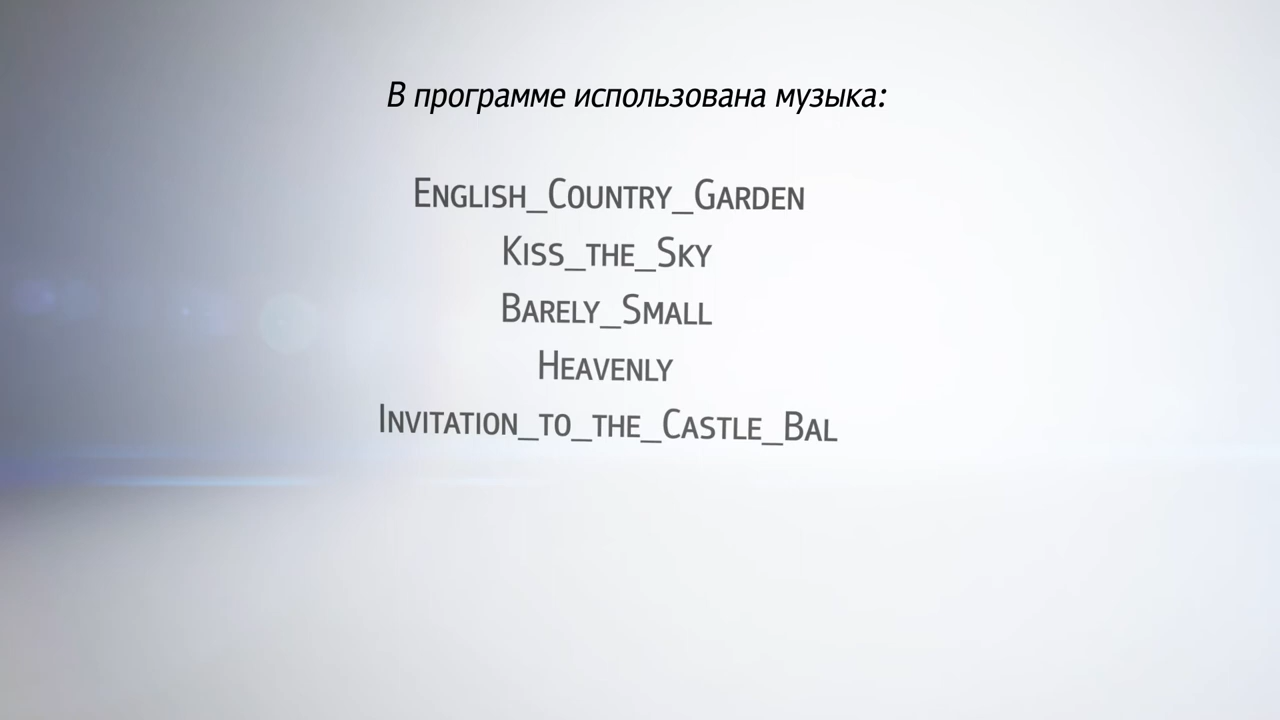 В программе использована музыка:
English_Country_Garden
Kiss_the_Sky
Barely_Small
Heavenly
Invitation_to_the_Castle_Bal